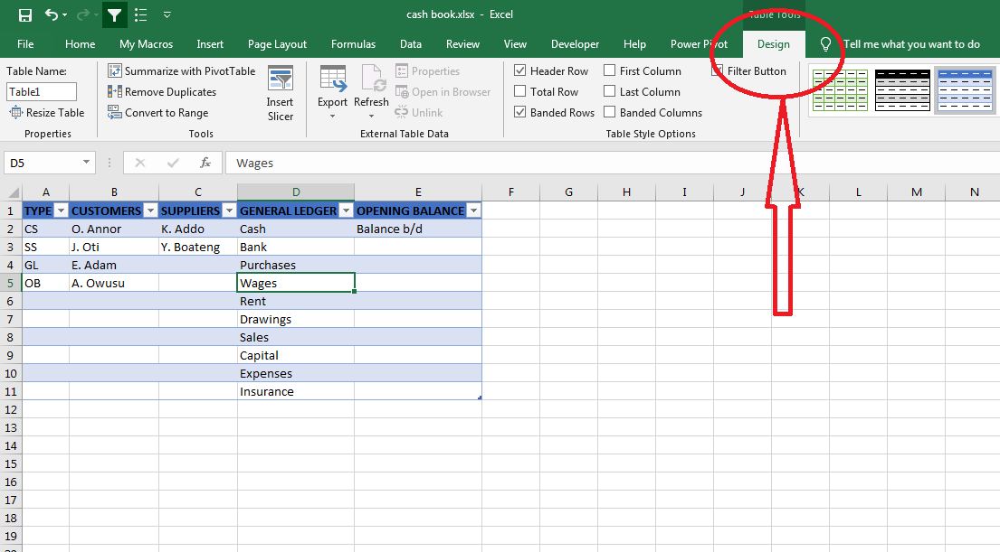 cash book.xlsx - Excel
Table Tools
File Home My Macros Insert Page Layout Formulas Data Review View Developer Help Power Pivot Design Tell me what you want to do
Table Name:
Table1
Resize Table
Properties
Summarize with PivotTable
Remove Duplicates
Convert to Range
Tools
Insert
Slicer
Export Refresh
Properties
Open in Browser
Unlink
External Table Data
Header Row First Column Filter Button
Total Row Last Column
Banded Rows Banded Columns
Table Style Options
D5 fx Wages
A B C D E F G H I J K L M N
1 TYPE CUSTOMERS SUPPLIERS GENERAL LEDGER OPENING BALANCE
2 CS O. Annor K. Addo Cash Balance b/d
3 SS J. Oti Y. Boateng Bank
4 GL E. Adam Purchases
5 OB A. Owusu Wages
6 Rent
7 Drawings
8 Sales
9 Capital
10 Expenses
11 Insurance
12
13
14
15
16
17
18
19